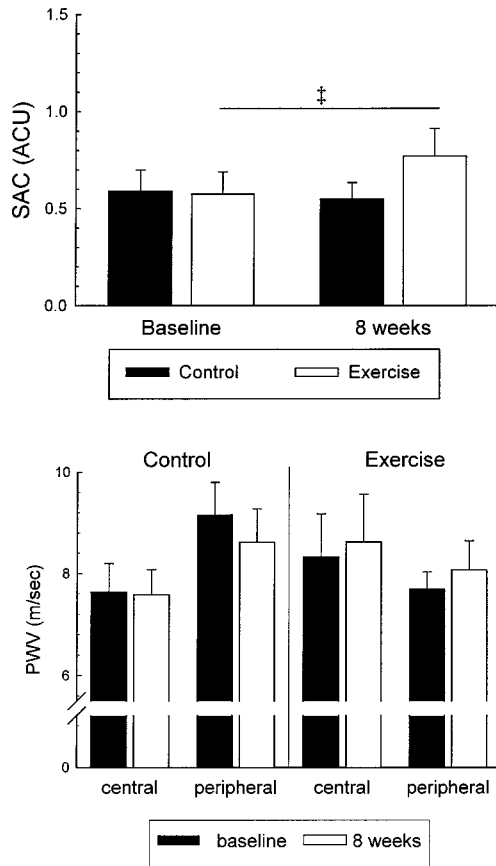 1.5
‡
1.0
SAC (ACU)
0.5
0.0
Baseline 8 weeks
Control Exercise
Control Exercise
10
8
PWV (m/sec)
6
0
central peripheral central peripheral
baseline 8 weeks